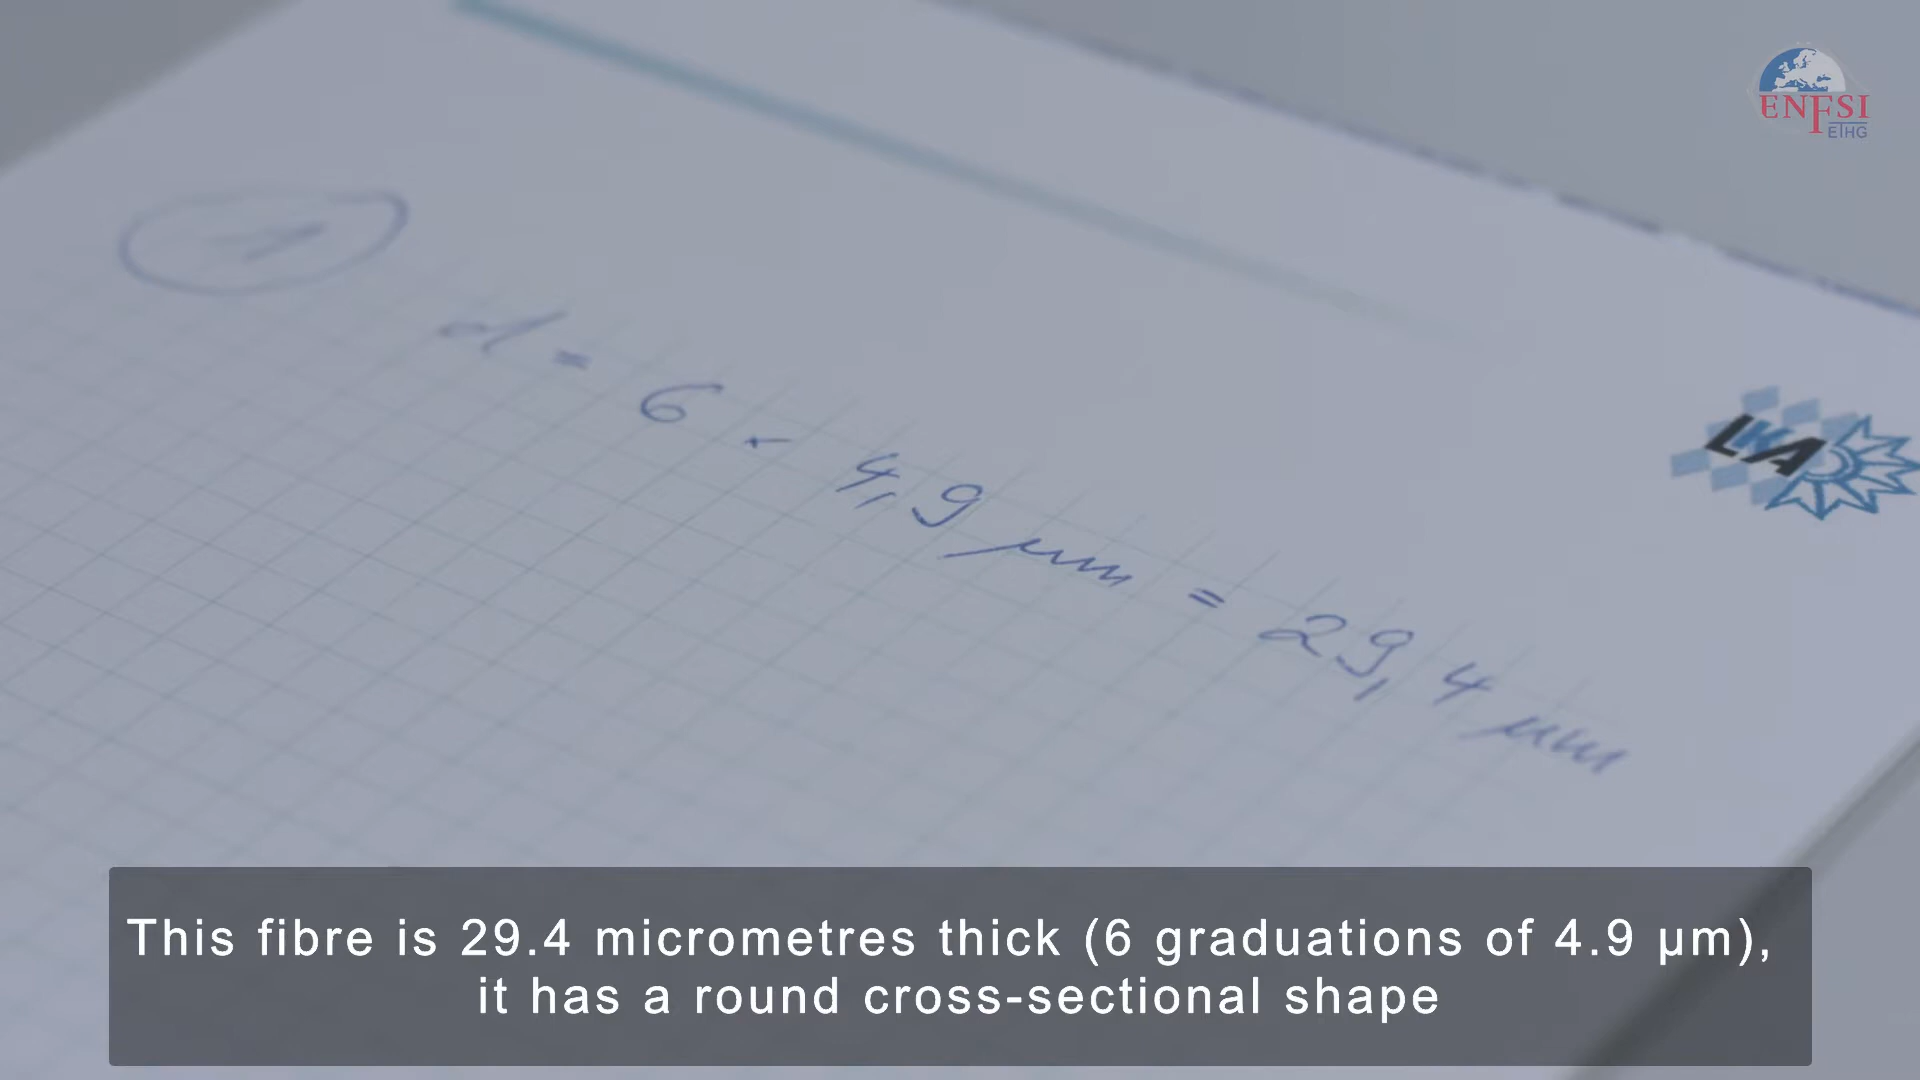 ENFSI
ETHG
1
d = 6 · 4,9 µm = 29,4 µm
LKA
This fibre is 29.4 micrometres thick (6 graduations of 4.9 µm),
it has a round cross-sectional shape